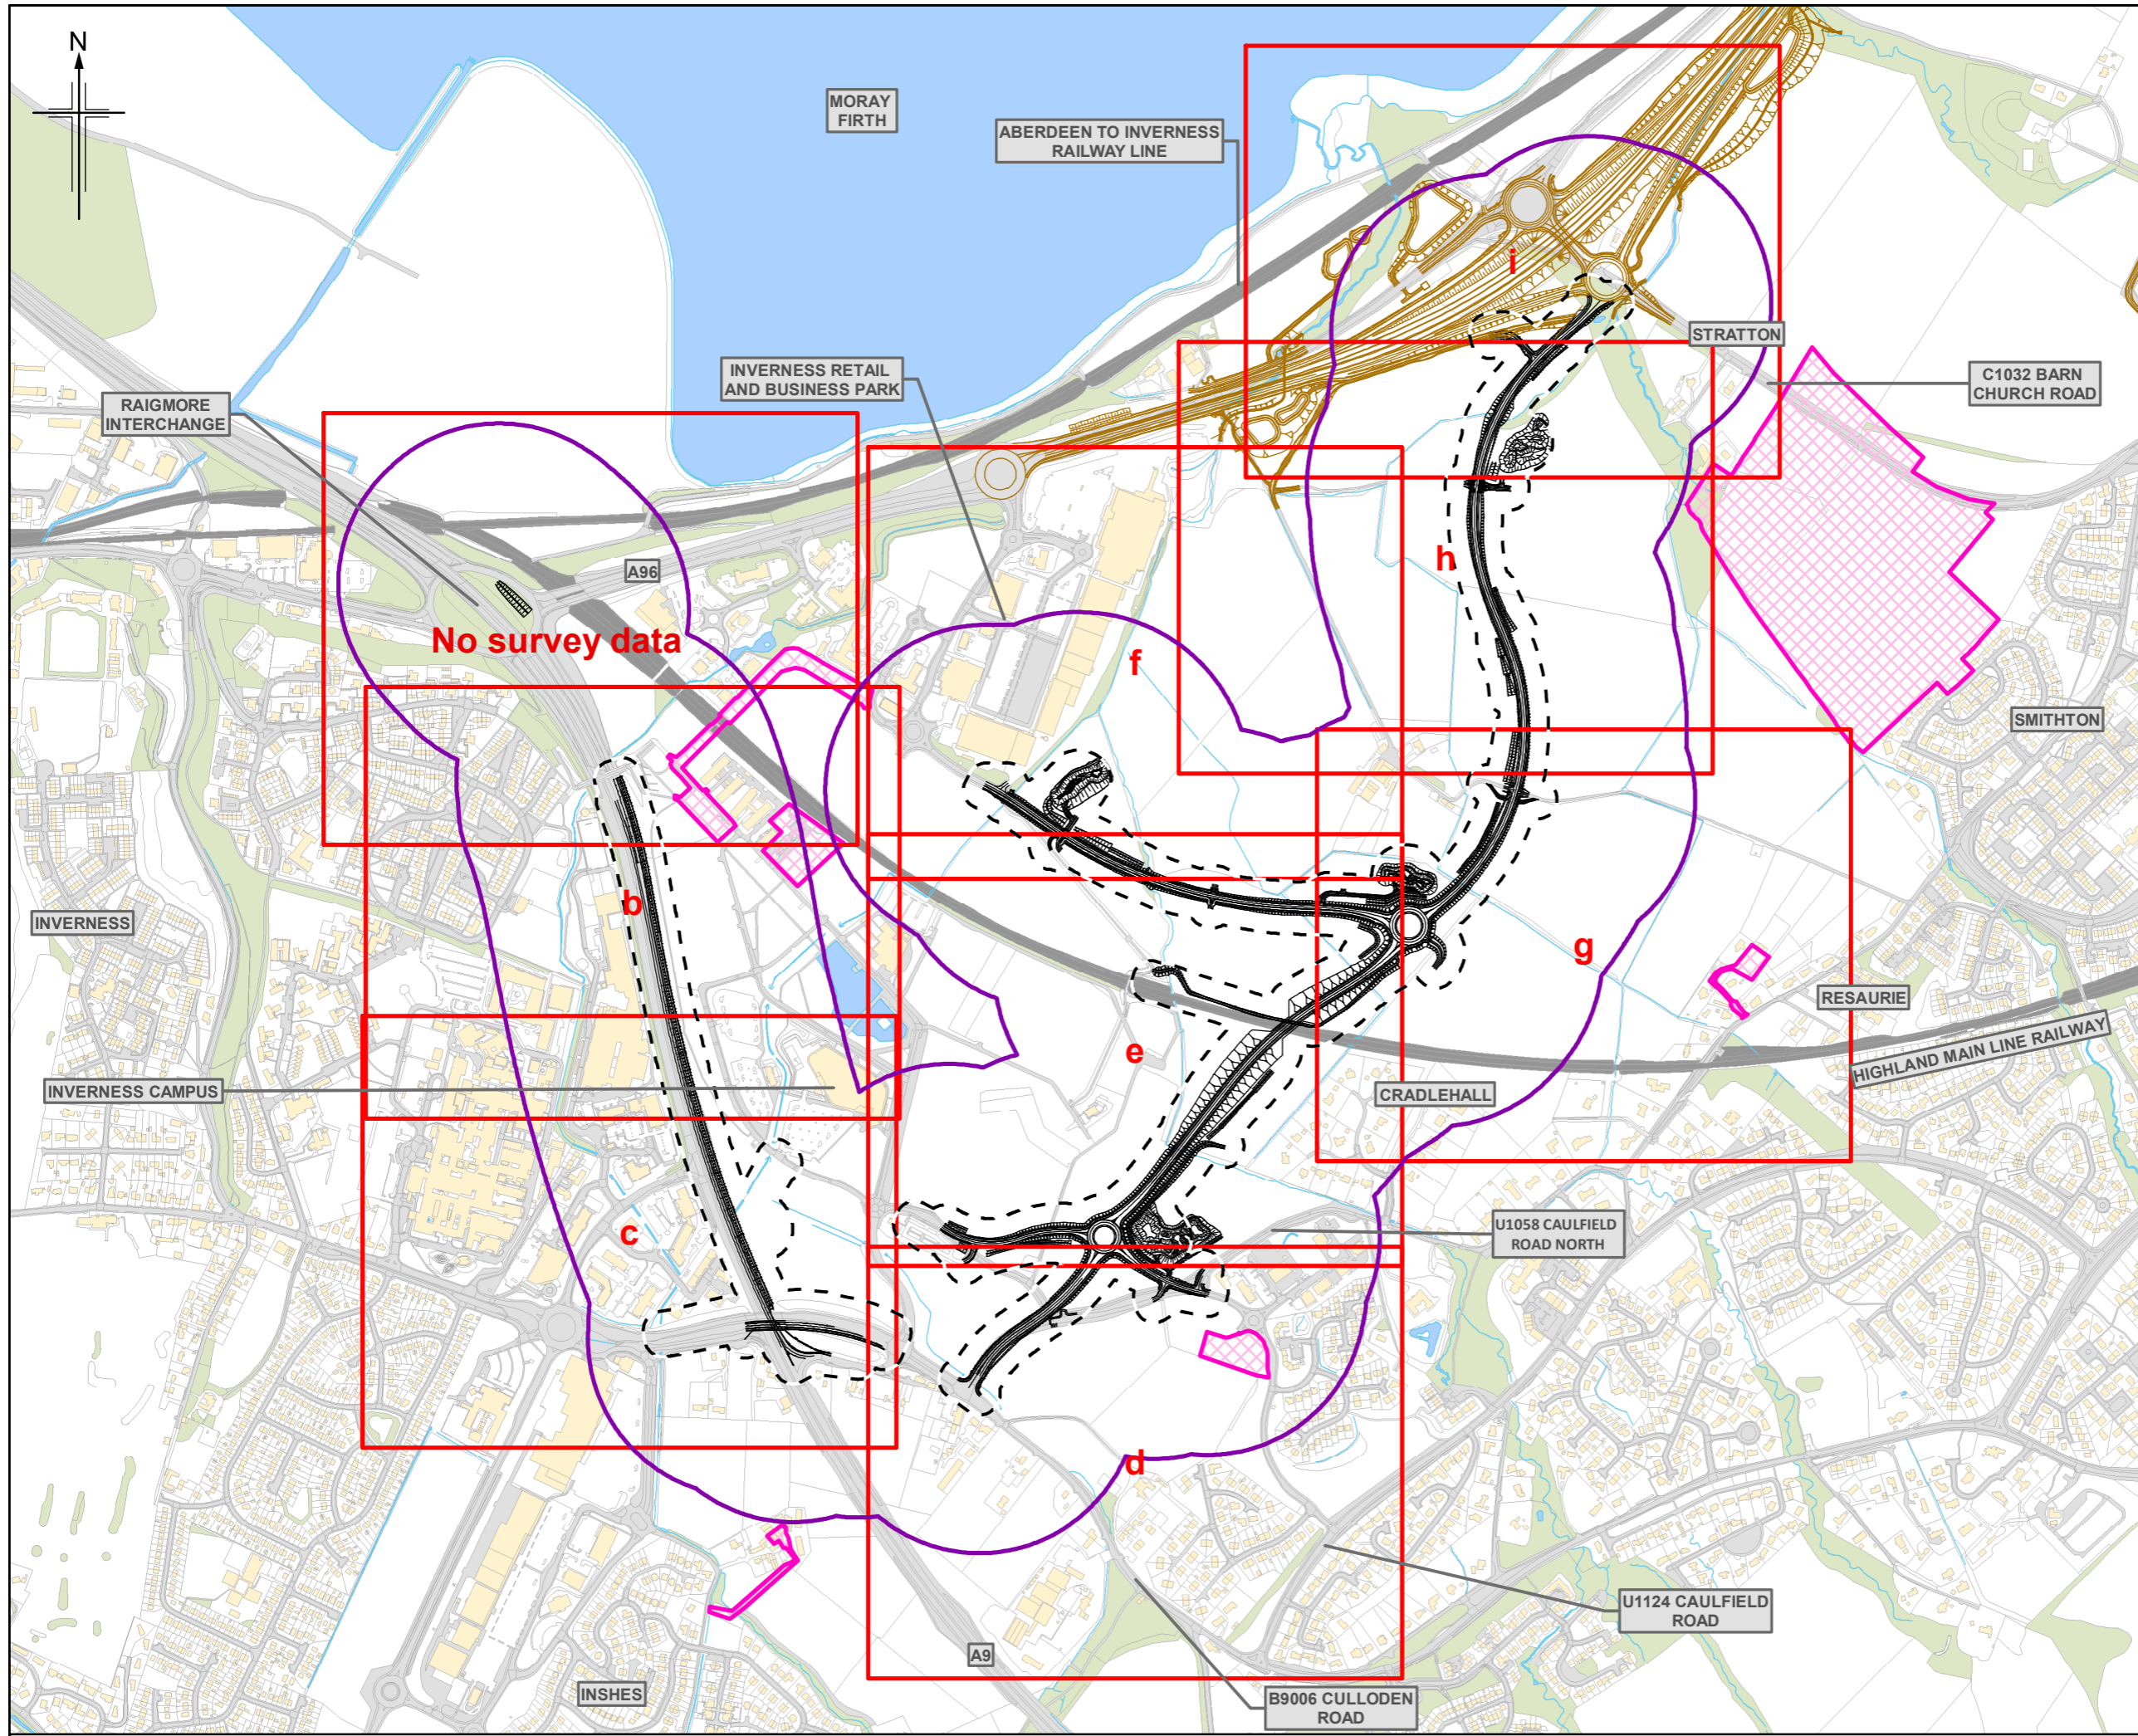 N
MORAY
FIRTH
ABERDEEN TO INVERNESS
RAILWAY LINE
i
STRATTON
C1032 BARN
CHURCH ROAD
INVERNESS RETAIL
AND BUSINESS PARK
RAIGMORE
INTERCHANGE
A96
h
No survey data
f
SMITHTON
b
INVERNESS
g
RESAURIE
HIGHLAND MAIN LINE RAILWAY
e
INVERNESS CAMPUS
CRADLEHALL
c
U1058 CAULFIELD
ROAD NORTH
d
U1124 CAULFIELD
ROAD
A9
INSHES
B9006 CULLODEN
ROAD